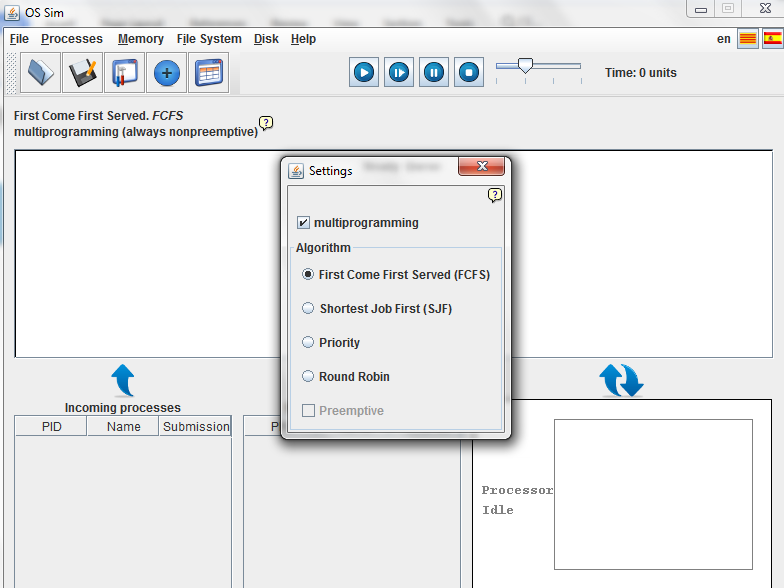 OS Sim
File Processes Memory File System Disk Help
en
Time: 0 units
First Come First Served. FCFS
multiprogramming (always nonpreemptive)
?
Settings
?
multiprogramming
Algorithm
First Come First Served (FCFS)
Shortest Job First (SJF)
Priority
Round Robin
Preemptive
Incoming processes
PID Name Submission
Processor
Idle